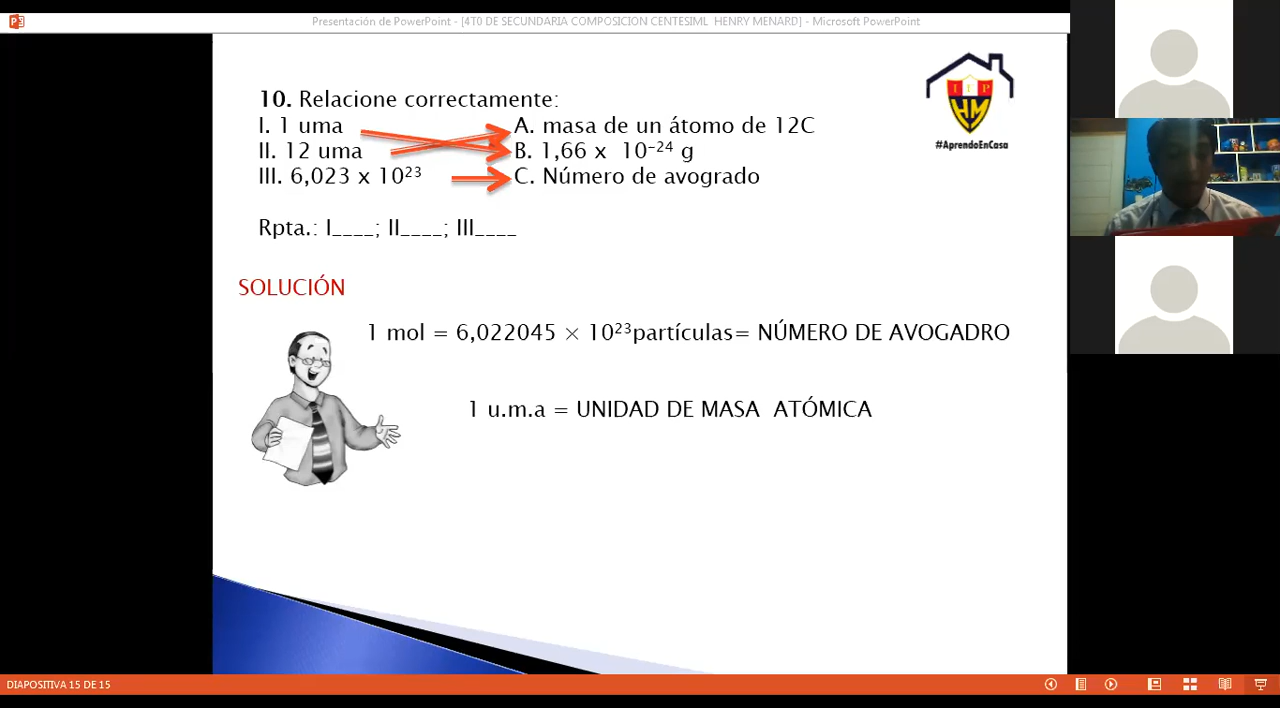 Presentación de PowerPoint - [4T0 DE SECUNDARIA COMPOSICION CENTESIML HENRY MENARD] - Microsoft PowerPoint
I E P
HM
#AprendoEnCasa
10. Relacione correctamente:
I. 1 uma A. masa de un átomo de 12C
II. 12 uma B. 1,66 x 10⁻²⁴ g
III. 6,023 x 10²³ C. Número de avogrado
Rpta.: I____; II____; III____
SOLUCIÓN
1 mol = 6,022045 × 10²³partículas= NÚMERO DE AVOGADRO
1 u.m.a = UNIDAD DE MASA ATÓMICA
DIAPOSITIVA 15 DE 15